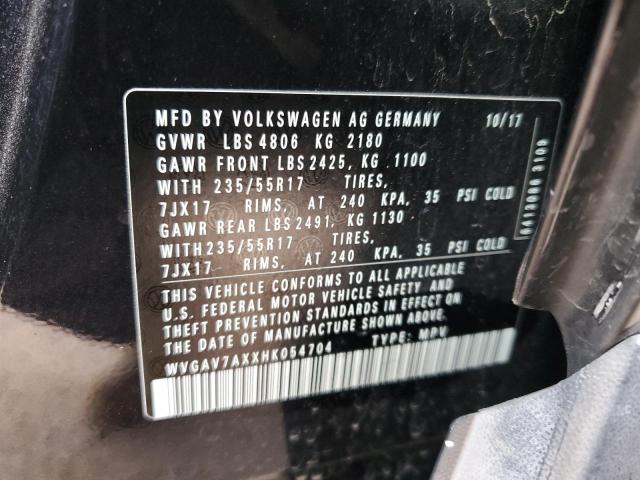 MFD BY VOLKSWAGEN AG GERMANY 10/17
GVWR LBS 4806 KG 2180
GAWR FRONT LBS 2425, KG 1100
WITH 235/55R17 TIRES,
7JX17 RIMS, AT 240 KPA, 35 PSI COLD
GAWR REAR LBS 2491, KG 1130
WITH 235/55R17 TIRES,
7JX17 RIMS, AT 240 KPA, 35 PSI COLD
THIS VEHICLE CONFORMS TO ALL APPLICABLE
U.S. FEDERAL MOTOR VEHICLE SAFETY AND
THEFT PREVENTION STANDARDS IN EFFECT ON
THE DATE OF MANUFACTURE SHOWN ABOVE.
WVGAV7AXXHK054704 TYPE: MPV
3109